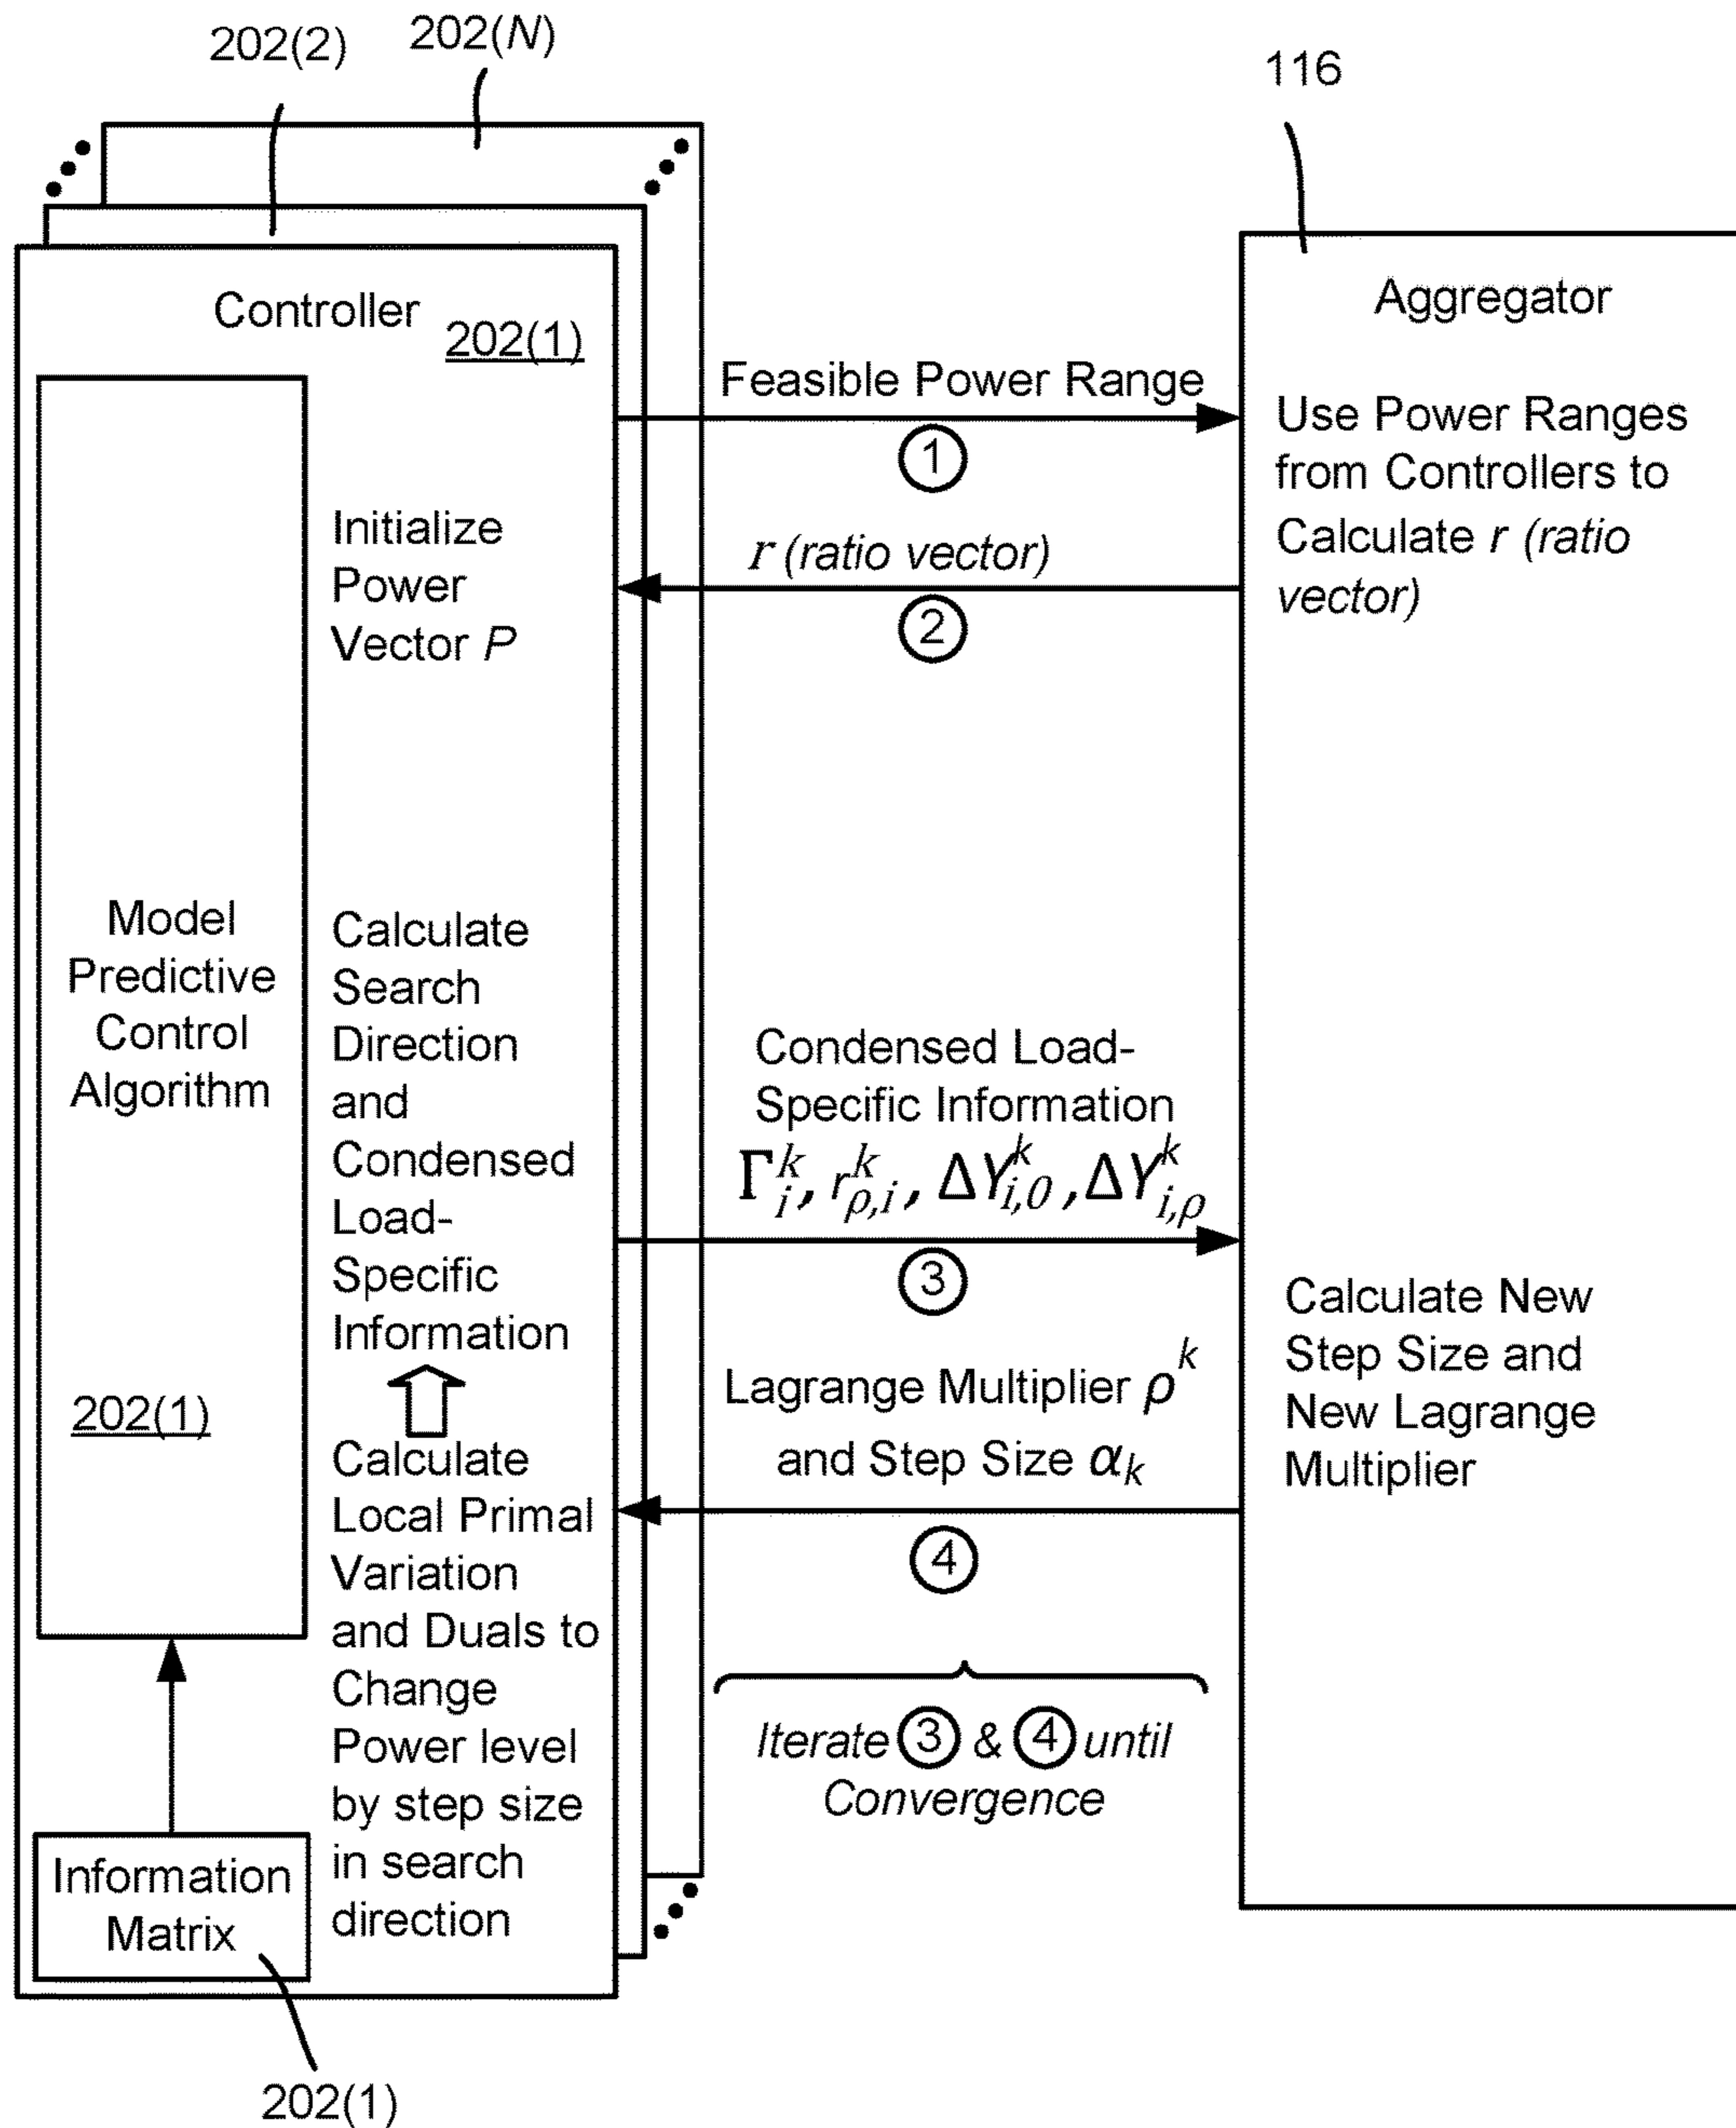 202(2)
202(N)
116
Controller
202(1)
Model
Predictive
Control
Algorithm
202(1)
Information
Matrix
202(1)
Initialize
Power
Vector P
Calculate
Search
Direction
and
Condensed
Load-
Specific
Information
Calculate
Local Primal
Variation
and Duals to
Change
Power level
by step size
in search
direction
Feasible Power Range
1
r (ratio vector)
2
Condensed Load-
Specific Information
Γ_i^k, r_{ρ,i}^k, ΔY_{i,0}^k, ΔY_{i,ρ}^k
3
Lagrange Multiplier ρ^k
and Step Size α_k
4
Iterate 3 & 4 until
Convergence
Aggregator
Use Power Ranges
from Controllers to
Calculate r (ratio
vector)
Calculate New
Step Size and
New Lagrange
Multiplier